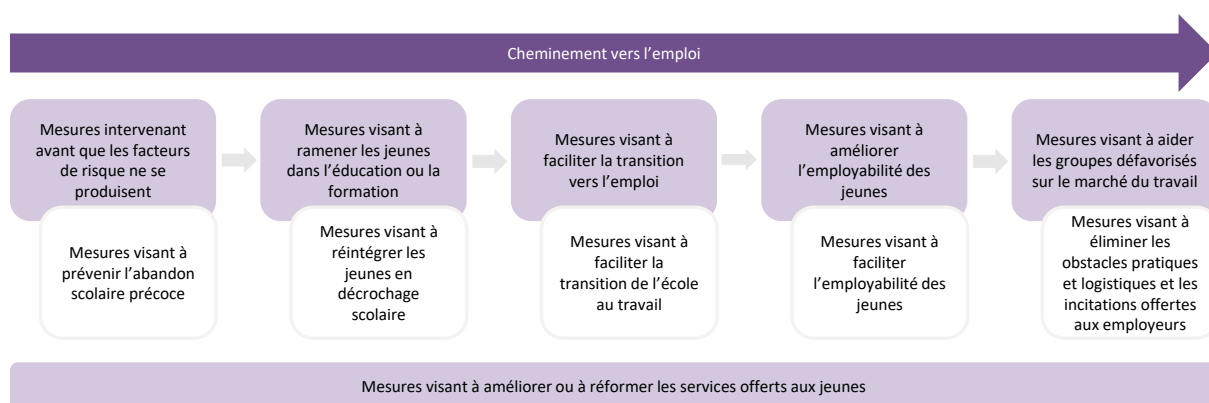 Cheminement vers l'emploi
Mesures intervenant
avant que les facteurs
de risque ne se
produisent
Mesures visant à
prévenir l'abandon
scolaire précoce
Mesures visant à
ramener les jeunes
dans l'éducation ou la
formation
Mesures visant à
réintégrer les
jeunes en
décrochage
scolaire
Mesures visant à
faciliter la transition
vers l'emploi
Mesures visant à
faciliter la
transition de l'école
au travail
Mesures visant à
améliorer
l'employabilité des
jeunes
Mesures visant à
faciliter
l'employabilité des
jeunes
Mesures visant à aider
les groupes défavorisés
sur le marché du travail
Mesures visant à
éliminer les
obstacles pratiques
et logistiques et les
incitations offertes
aux employeurs
Mesures visant à améliorer ou à réformer les services offerts aux jeunes